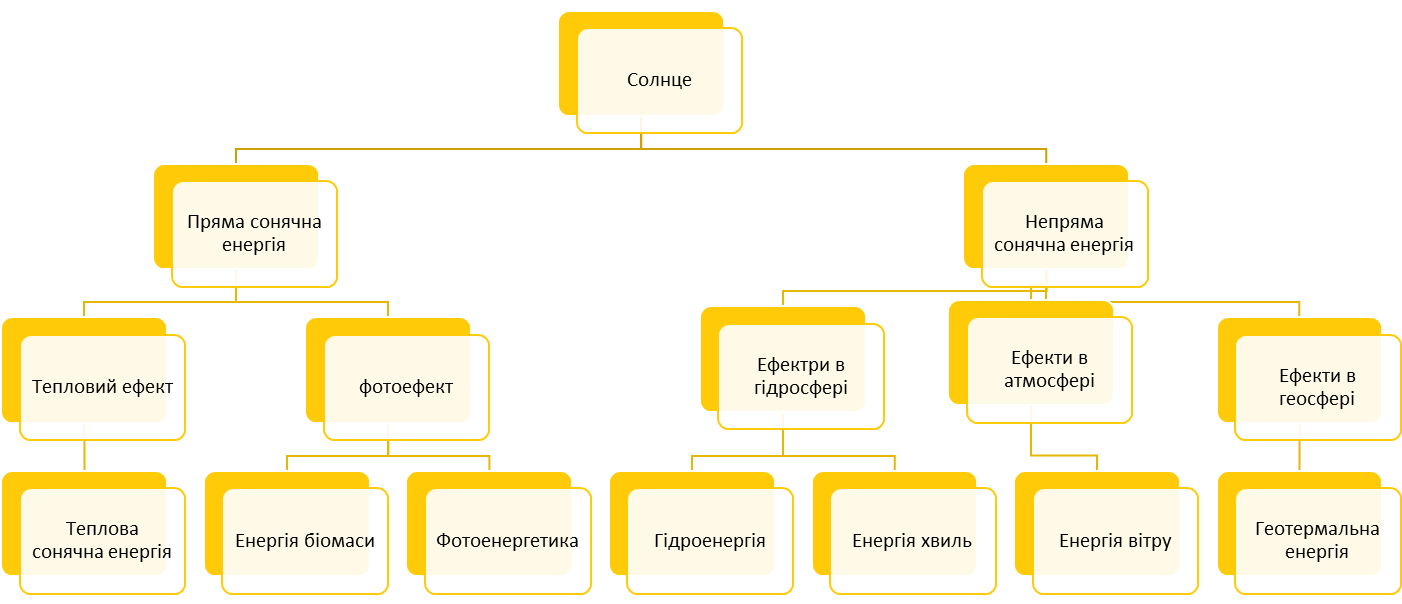 Солнце
Пряма сонячна
енергія
Непряма
сонячна енергія
Тепловий ефект
фотоефект
Ефектри в
гідросфері
Ефекти в
атмосфері
Ефекти в
геосфері
Теплова
сонячна енергія
Енергія біомаси
Фотоенергетика
Гідроенергія
Енергія хвиль
Енергія вітру
Геотермальна
енергія